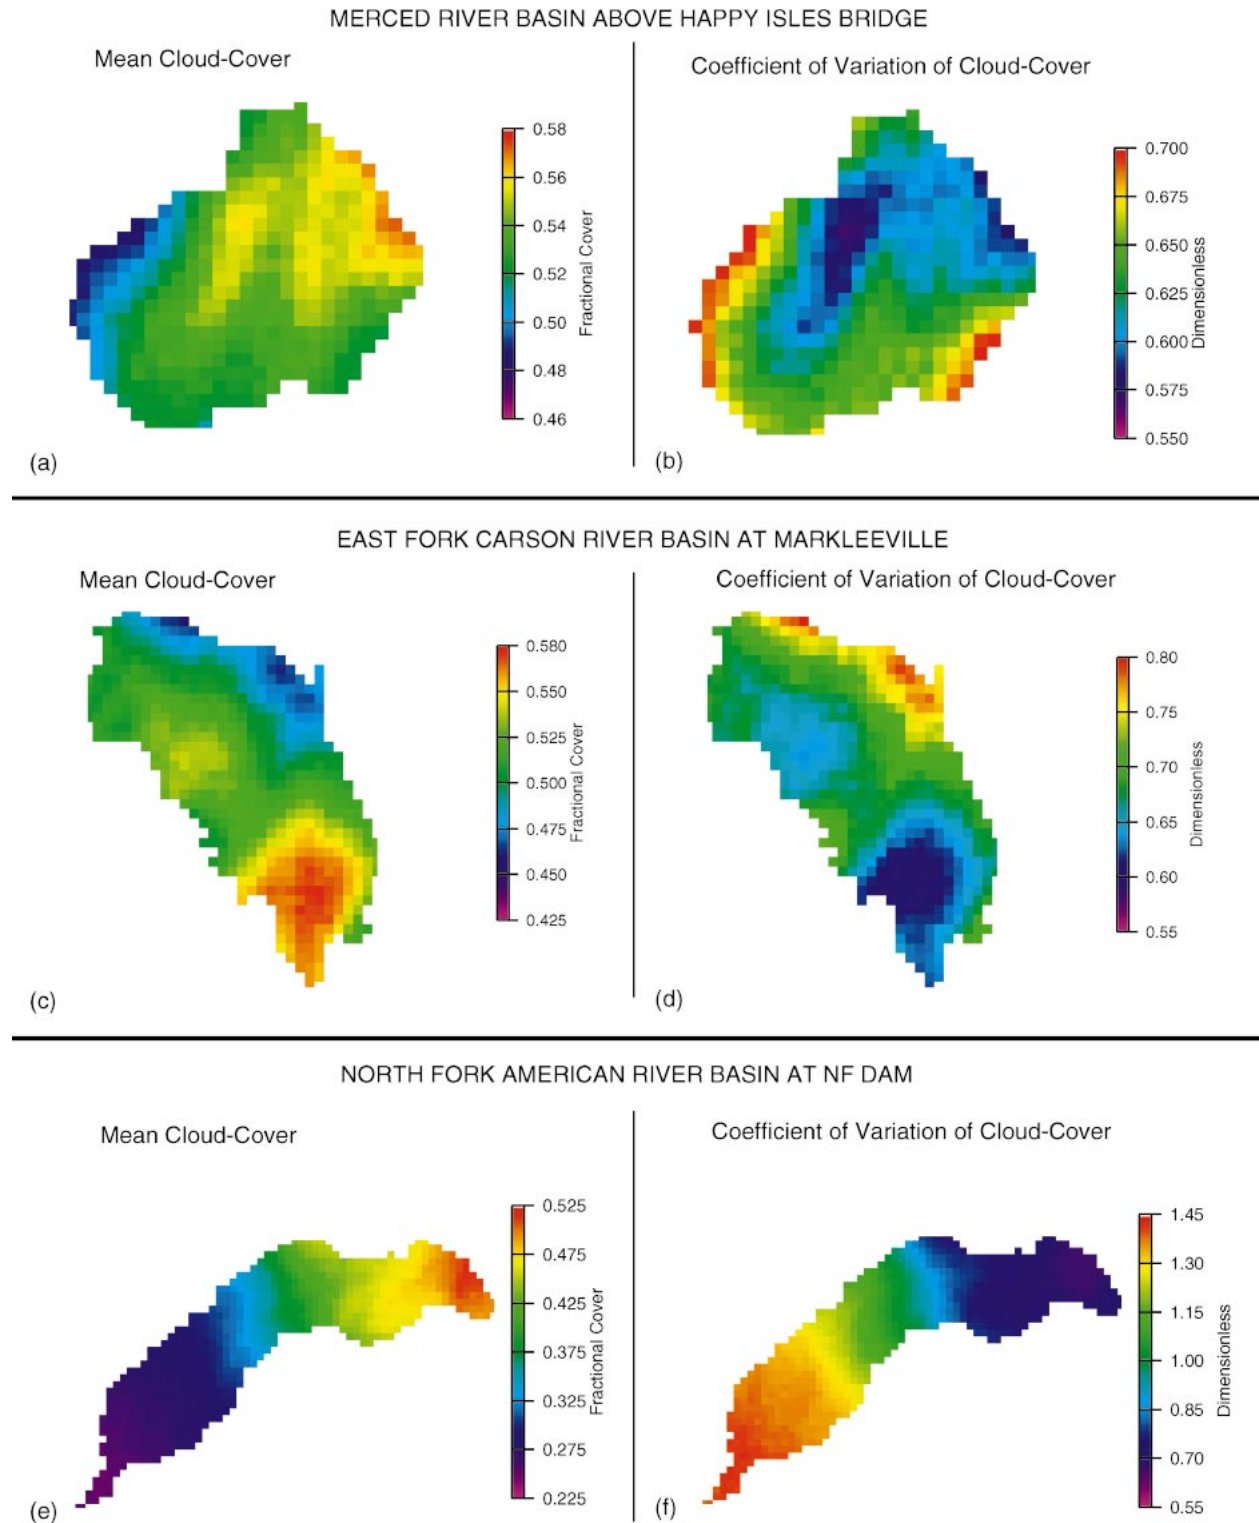 MERCED RIVER BASIN ABOVE HAPPY ISLES BRIDGE
Mean Cloud-Cover
0.58
0.56
0.54
0.52
0.50
0.48
0.46
Fractional Cover
(a)
Coefficient of Variation of Cloud-Cover
0.700
0.675
0.650
0.625
0.600
0.575
0.550
Dimensionless
(b)
EAST FORK CARSON RIVER BASIN AT MARKLEEVILLE
Mean Cloud-Cover
0.580
0.550
0.525
0.500
0.475
0.450
0.425
Fractional Cover
(c)
Coefficient of Variation of Cloud-Cover
0.80
0.75
0.70
0.65
0.60
0.55
Dimensionless
(d)
NORTH FORK AMERICAN RIVER BASIN AT NF DAM
Mean Cloud-Cover
0.525
0.475
0.425
0.375
0.325
0.275
0.225
Fractional Cover
(e)
Coefficient of Variation of Cloud-Cover
1.45
1.30
1.15
1.00
0.85
0.70
0.55
Dimensionless
(f)